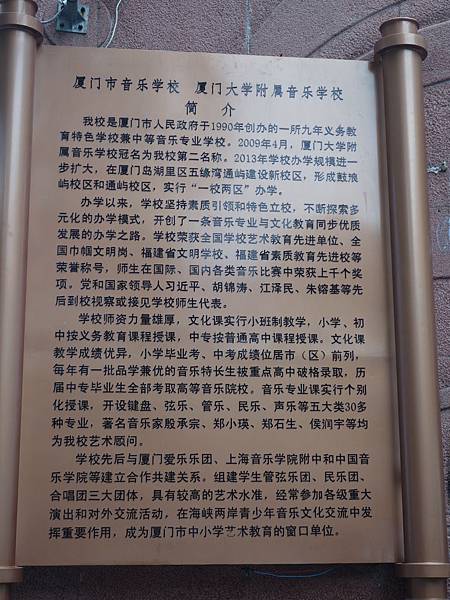 厦门市音乐学校 厦门大学附属音乐学校
简 介
我校是厦门市人民政府于1990年创办的一所九年义务教
育特色学校兼中等音乐专业学校。2009年4月，厦门大学附
属音乐学校冠名为我校第二名称。2013年学校办学规模进一
步扩大，在厦门岛湖里区五缘湾通屿建设新校区，形成鼓浪
屿校区和通屿校区，实行“一校两区”办学。
办学以来，学校坚持素质引领和特色立校，不断探索多
元化的办学模式，开创了一条音乐专业与文化教育同步优质
发展的办学之路。学校荣获全国学校艺术教育先进单位、全
国巾帼文明岗、福建省文明学校、福建省素质教育先进校等
荣誉称号，师生在国际、国内各类音乐比赛中荣获上千个奖
项。党和国家领导人习近平、胡锦涛、江泽民、朱镕基等先
后到校视察或接见学校师生代表。
学校师资力量雄厚，文化课实行小班制教学，小学、初
中按义务教育课程授课，中专按普通高中课程授课。文化课
教学成绩优异，小学毕业考、中考成绩位居市（区）前列，
每年有一批品学兼优的音乐特长生被重点高中破格录取，历
届中专毕业生全部考取高等音乐院校。音乐专业课实行个别
化授课，开设键盘、弦乐、管乐、民乐、声乐等五大类30多
种专业，著名音乐家殷承宗、郑小瑛、郑石生、侯润宇等均
为我校艺术顾问。
学校先后与厦门爱乐乐团、上海音乐学院附中和中国音
乐学院等建立合作共建关系。组建学生管弦乐团、民乐团、
合唱团三大团体，具有较高的艺术水准，经常参加各级重大
演出和对外交流活动，在海峡两岸青少年音乐文化交流中发
挥重要作用，成为厦门市中小学艺术教育的窗口单位。